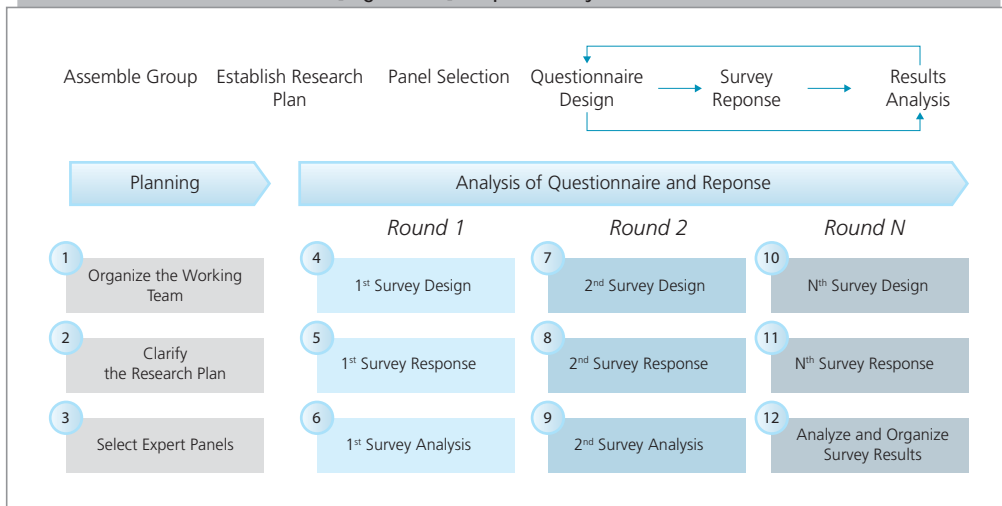 Assemble Group
Establish Research
Plan
Panel Selection
Questionnaire
Design
Survey
Reponse
Results
Analysis
Planning
Analysis of Questionnaire and Reponse
Round 1
Round 2
Round N
1
Organize the Working
Team
4
1st Survey Design
7
2nd Survey Design
10
Nth Survey Design
2
Clarify
the Research Plan
5
1st Survey Response
8
2nd Survey Response
11
Nth Survey Response
3
Select Expert Panels
6
1st Survey Analysis
9
2nd Survey Analysis
12
Analyze and Organize
Survey Results